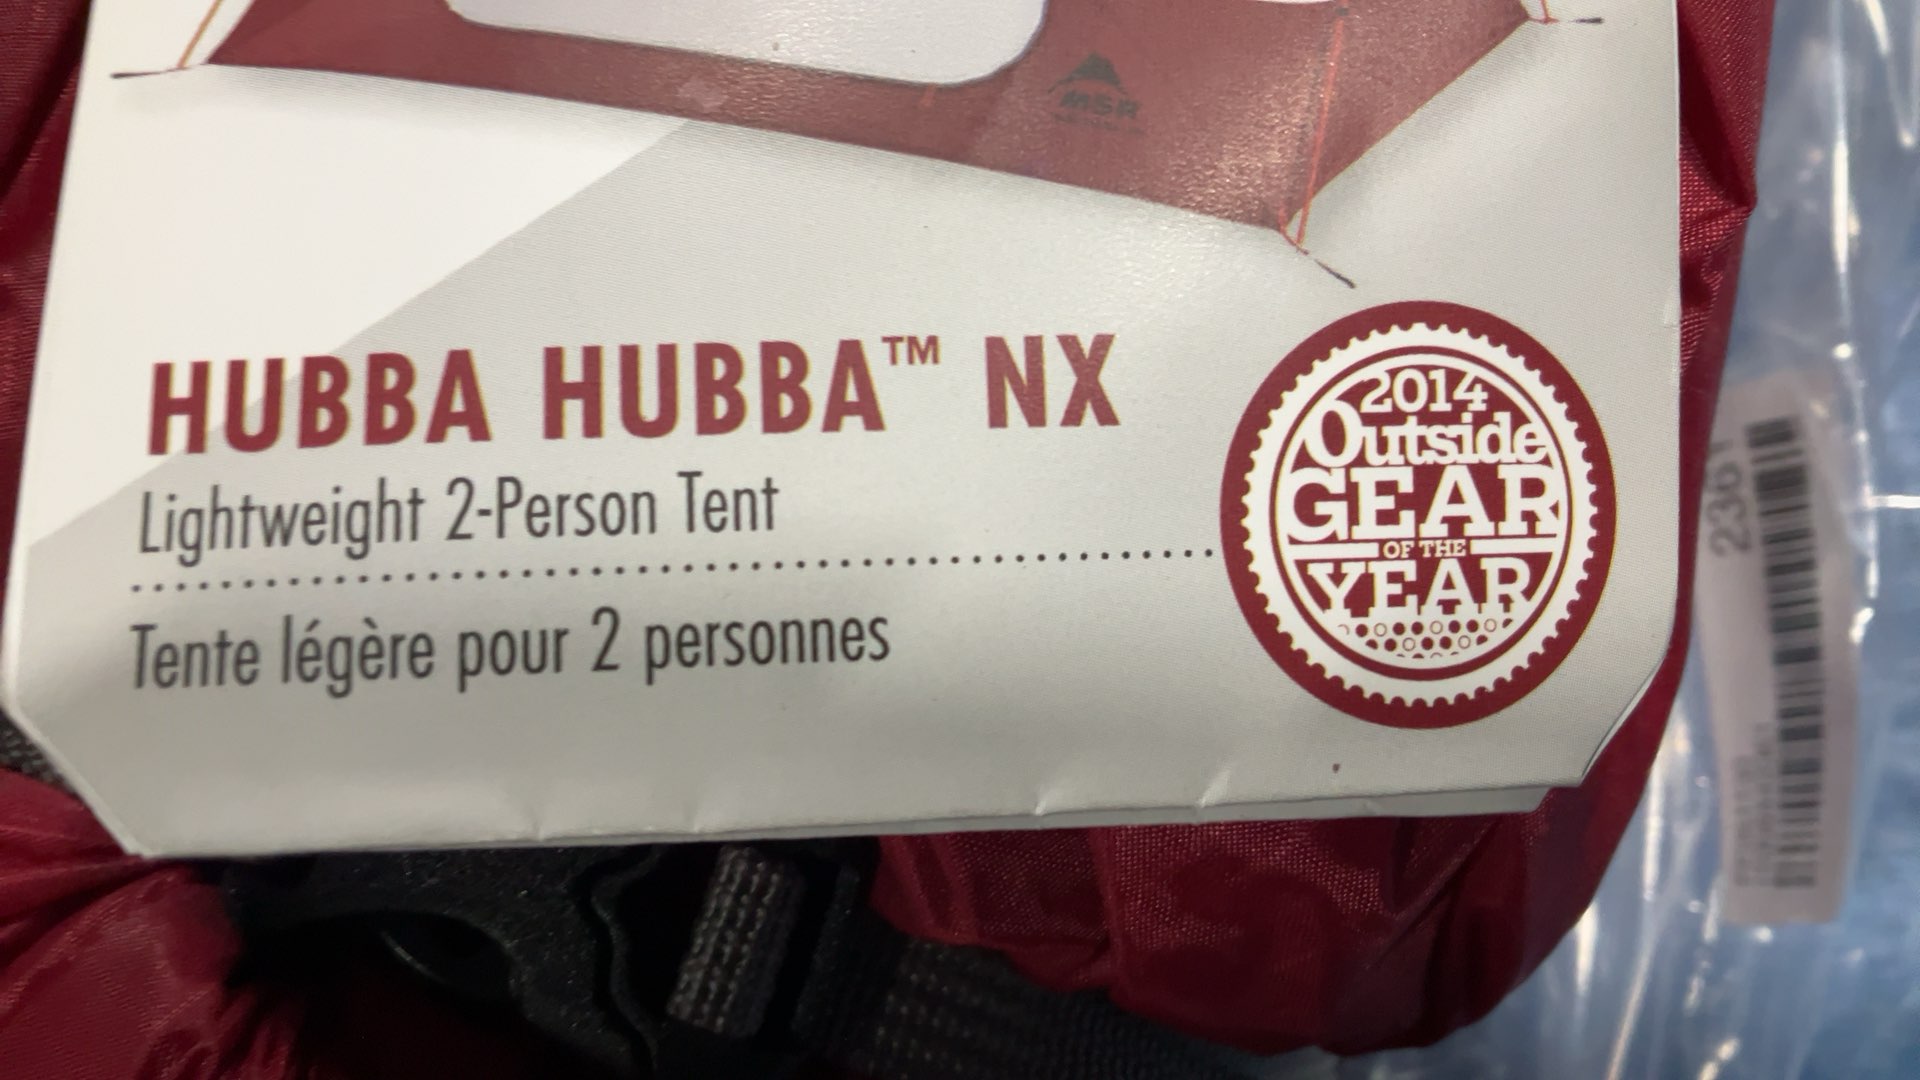 MSR
HUBBA HUBBA™ NX
Lightweight 2-Person Tent
Tente légère pour 2 personnes
2014
Outside
GEAR
OF THE
YEAR
2361